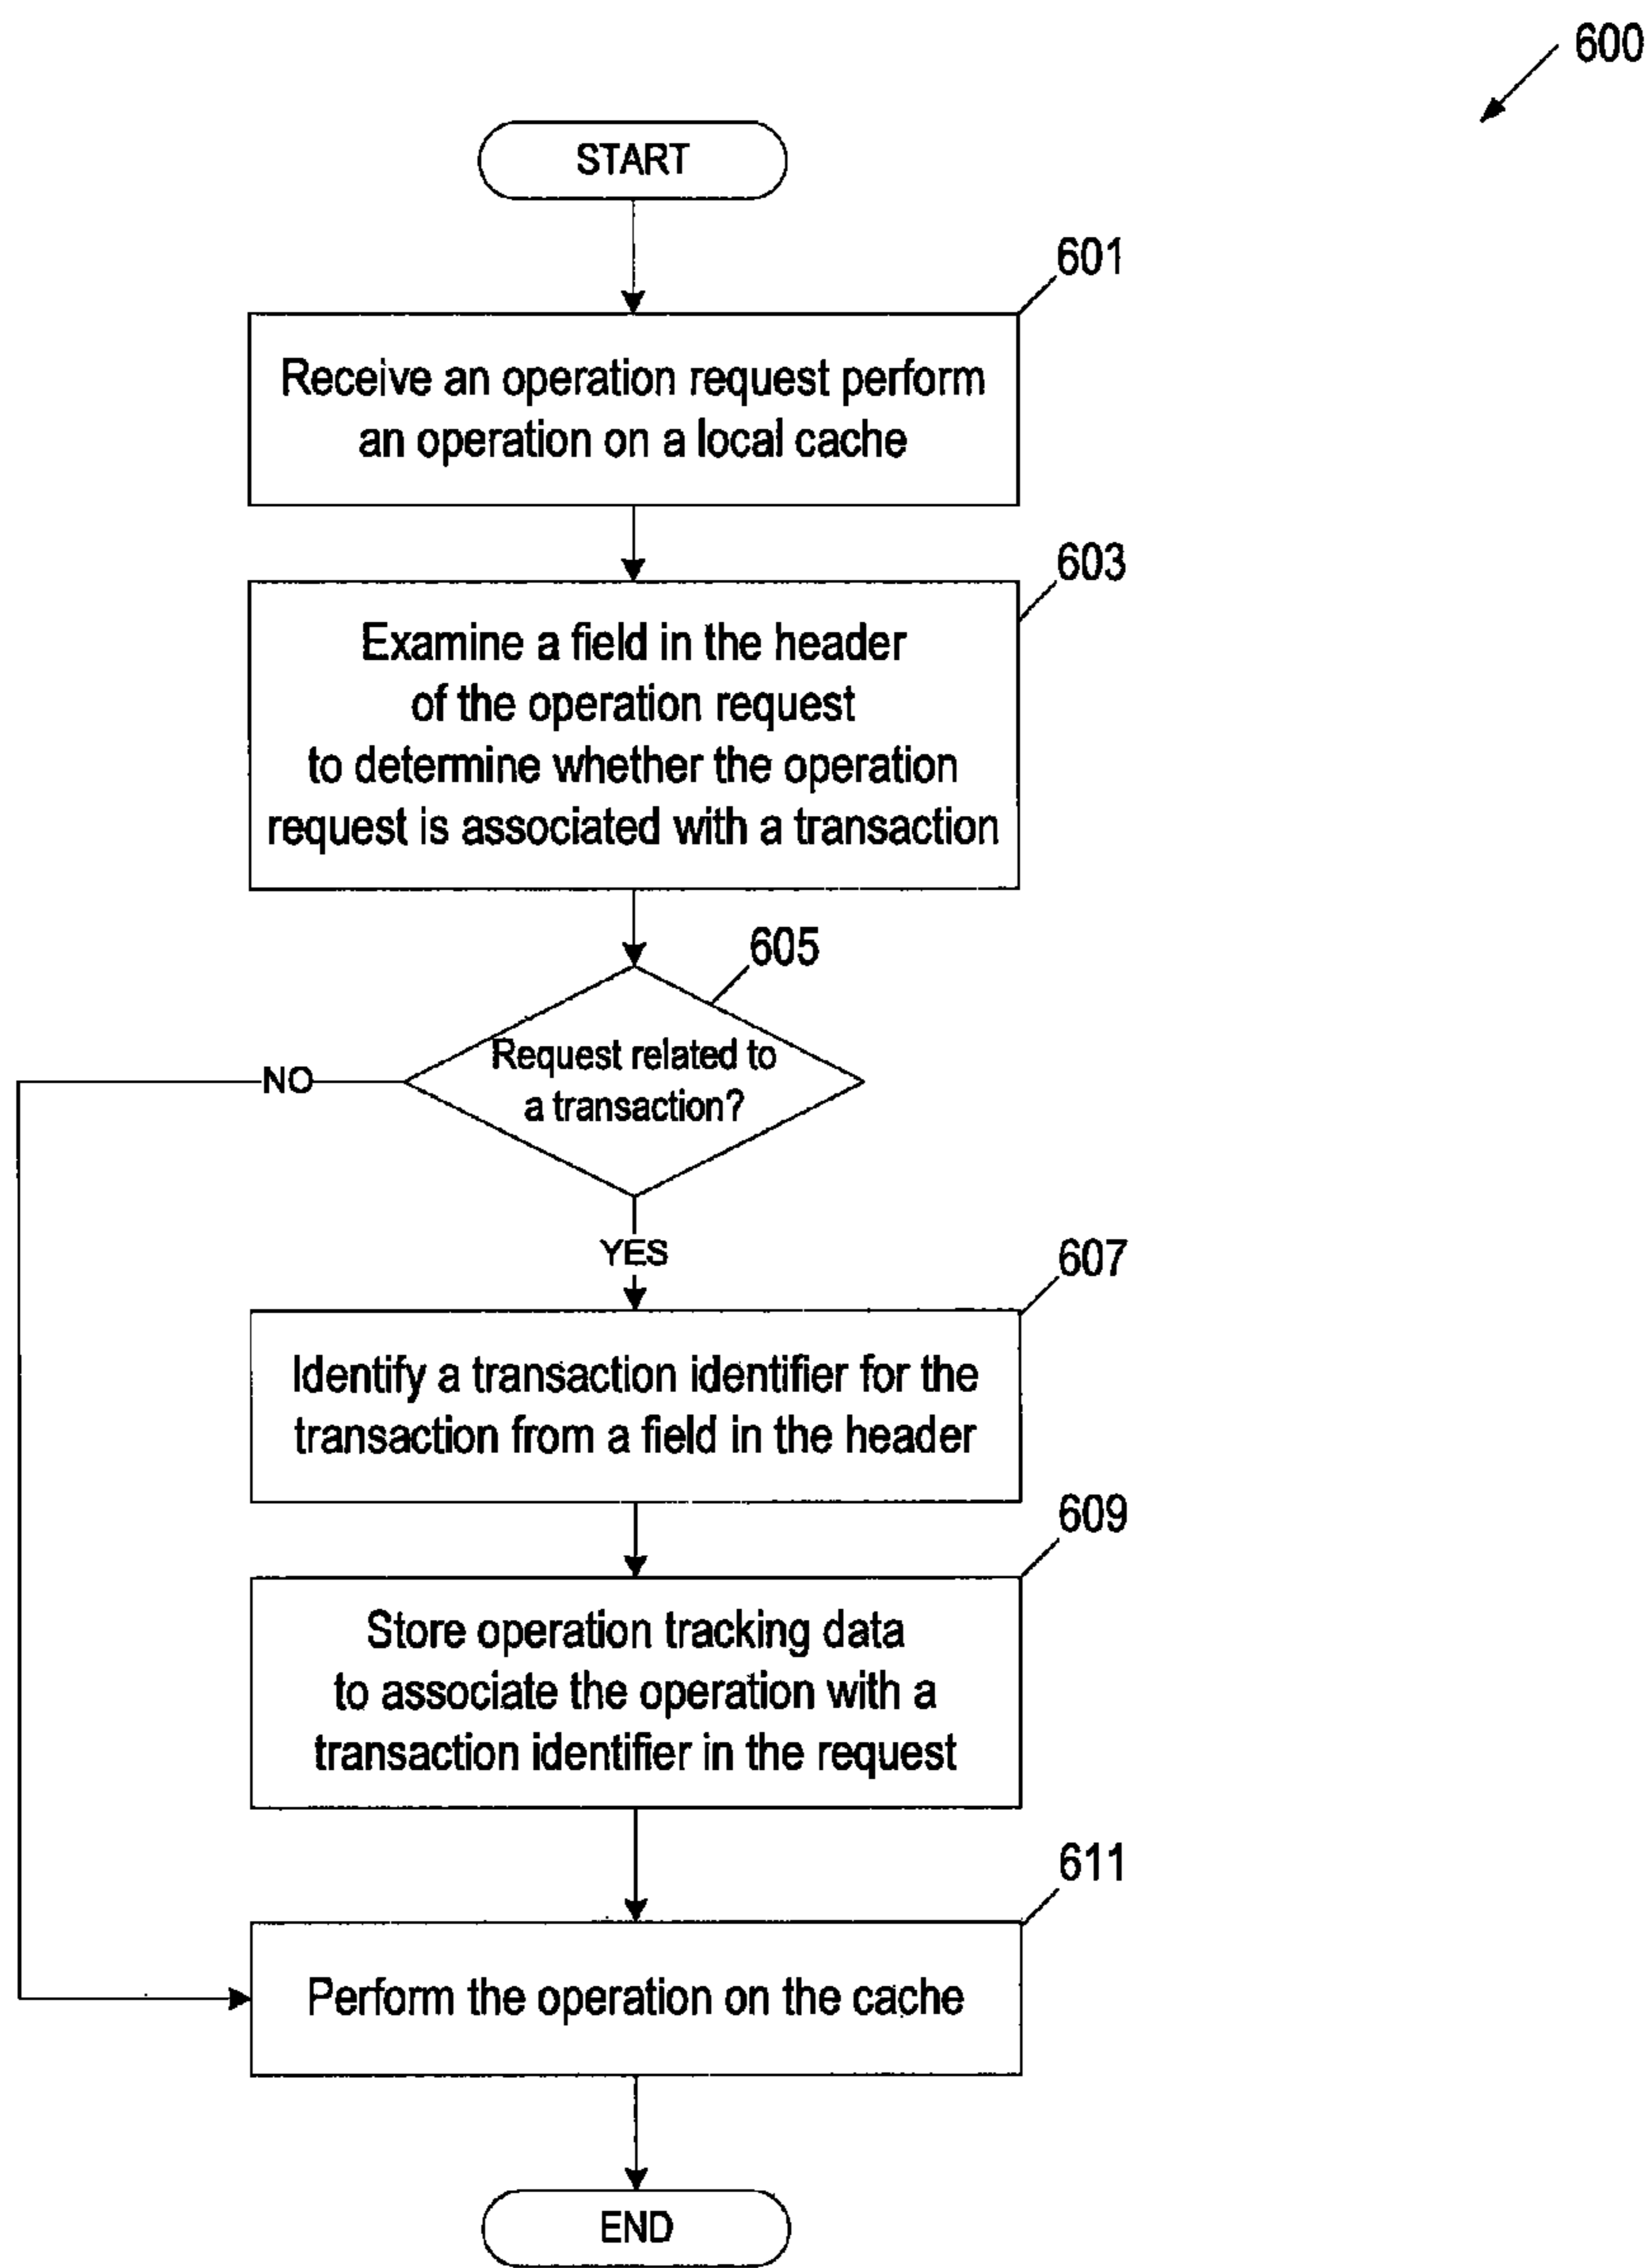 600
START
601
Receive an operation request perform
an operation on a local cache
603
Examine a field in the header
of the operation request
to determine whether the operation
request is associated with a transaction
605
Request related to
a transaction?
NO
YES
607
Identify a transaction identifier for the
transaction from a field in the header
609
Store operation tracking data
to associate the operation with a
transaction identifier in the request
611
Perform the operation on the cache
END